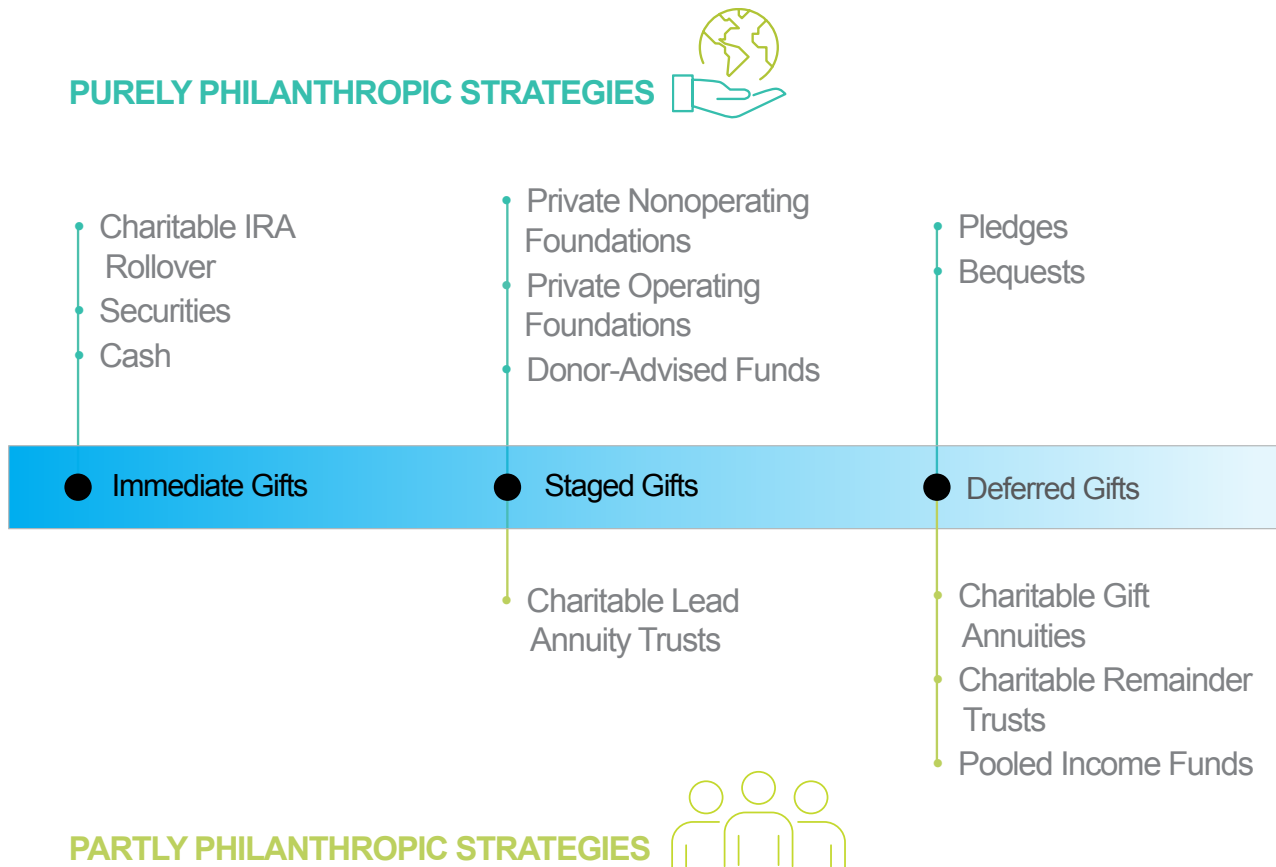 PURELY PHILANTHROPIC STRATEGIES
Charitable IRA
Rollover
Securities
Cash
Private Nonoperating
Foundations
Private Operating
Foundations
Donor-Advised Funds
Pledges
Bequests
Immediate Gifts
Staged Gifts
Deferred Gifts
Charitable Lead
Annuity Trusts
Charitable Gift
Annuities
Charitable Remainder
Trusts
Pooled Income Funds
PARTLY PHILANTHROPIC STRATEGIES